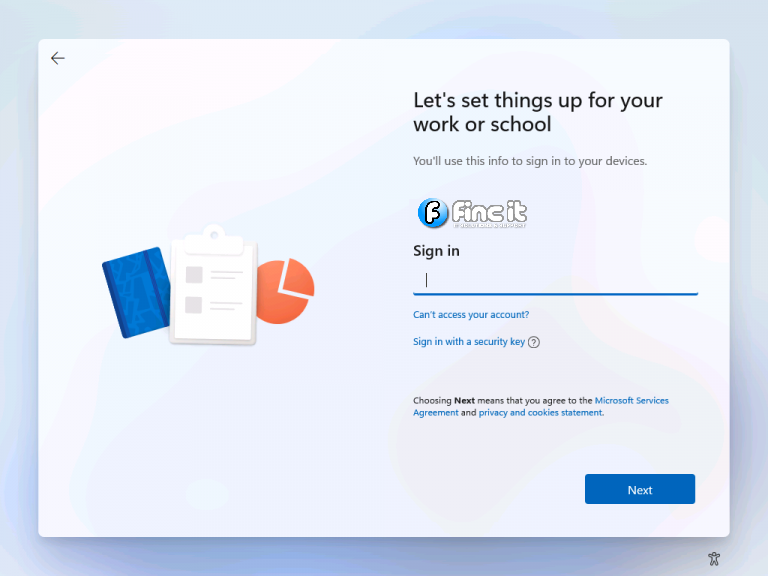 Let's set things up for your
work or school
You'll use this info to sign in to your devices.
Finc it
Sign in
Can't access your account?
Sign in with a security key
Choosing Next means that you agree to the Microsoft Services
Agreement and privacy and cookies statement.
Next